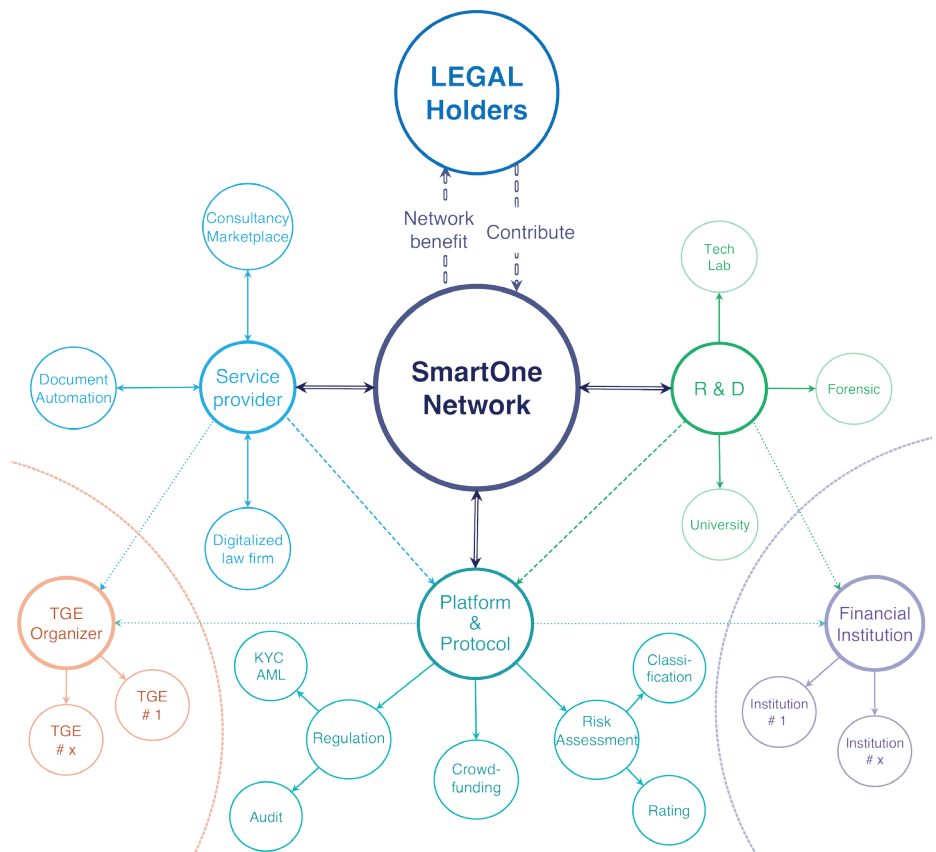 LEGAL
Holders
Network
benefit
Contribute
Consultancy
Marketplace
Tech
Lab
SmartOne
Network
Document
Automation
Service
provider
R & D
Forensic
Digitalized
law firm
University
TGE
Organizer
Platform
&
Protocol
Financial
Institution
KYC
AML
Classi-
fication
TGE
# 1
TGE
# x
Regulation
Risk
Assessment
Institution
# 1
Institution
# x
Crowd-
funding
Audit
Rating